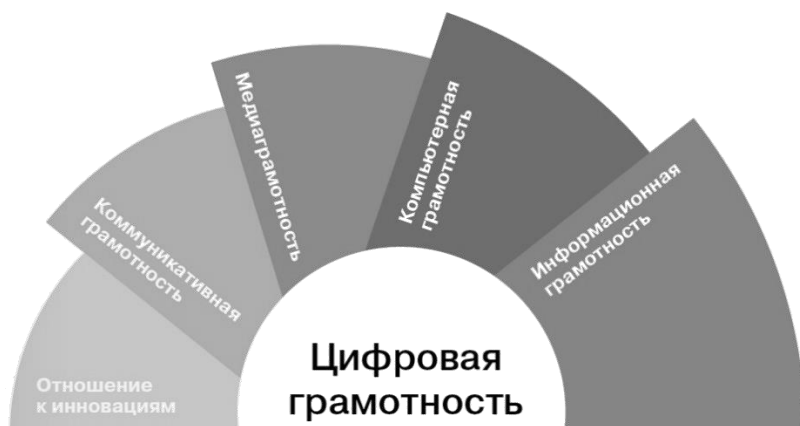 Отношение
к инновациям
Коммуникативная
грамотность
Медиаграмотность
Компьютерная
грамотность
Информационная
грамотность
Цифровая
грамотность